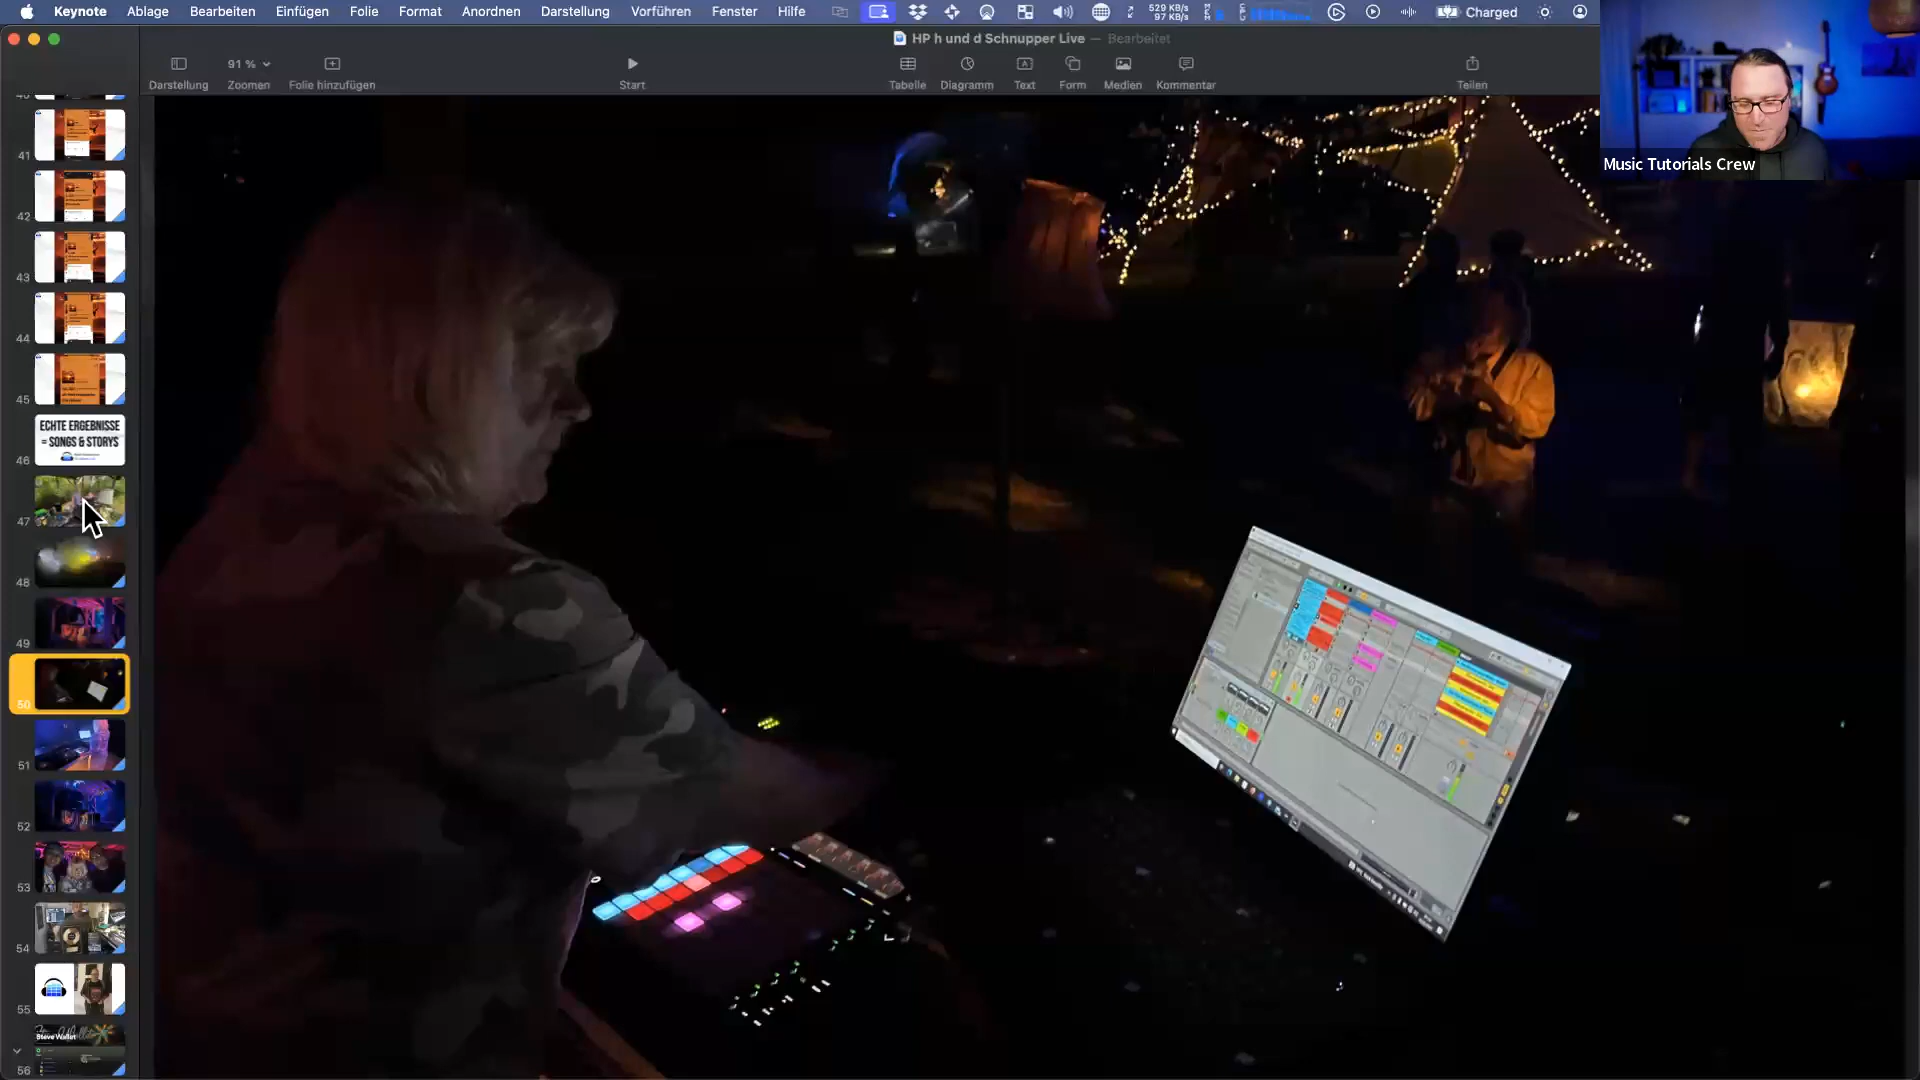 Keynote Ablage Bearbeiten Einfügen Folie Format Anordnen Darstellung Vorführen Fenster Hilfe
529 KB/s
97 KB/s
Charged
HP h und d Schnupper Live — Bearbeitet
91 %
Darstellung Zoomen Folie hinzufügen Start Tabelle Diagramm Text Form Medien Kommentar Teilen
Music Tutorials Crew
41
42
43
44
45
ECHTE ERGEBNISSE
= SONGS & STORYS
46
47
48
49
50
51
52
53
54
55
Steve Wallet
56